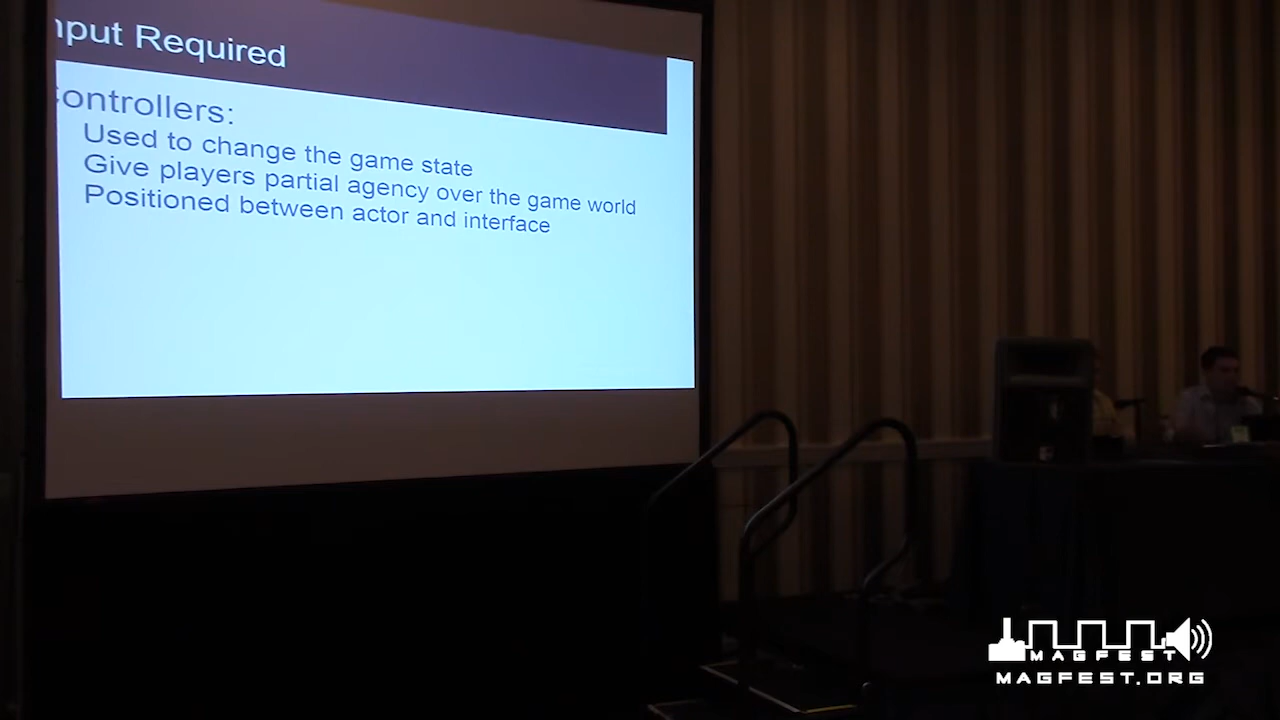 nput Required
ontrollers:
Used to change the game state
Give players partial agency over the game world
Positioned between actor and interface
MAGFEST
MAGFEST.ORG